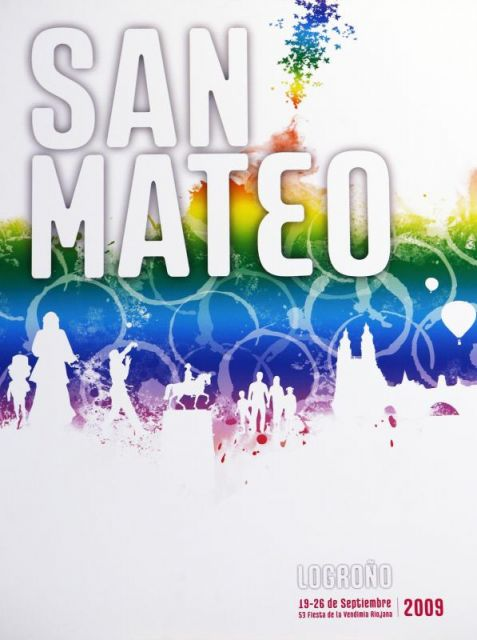 SAN
MATEO
LOGROÑO
19-26 de Septiembre
53 Fiesta de la Vendimia Riojana
2009